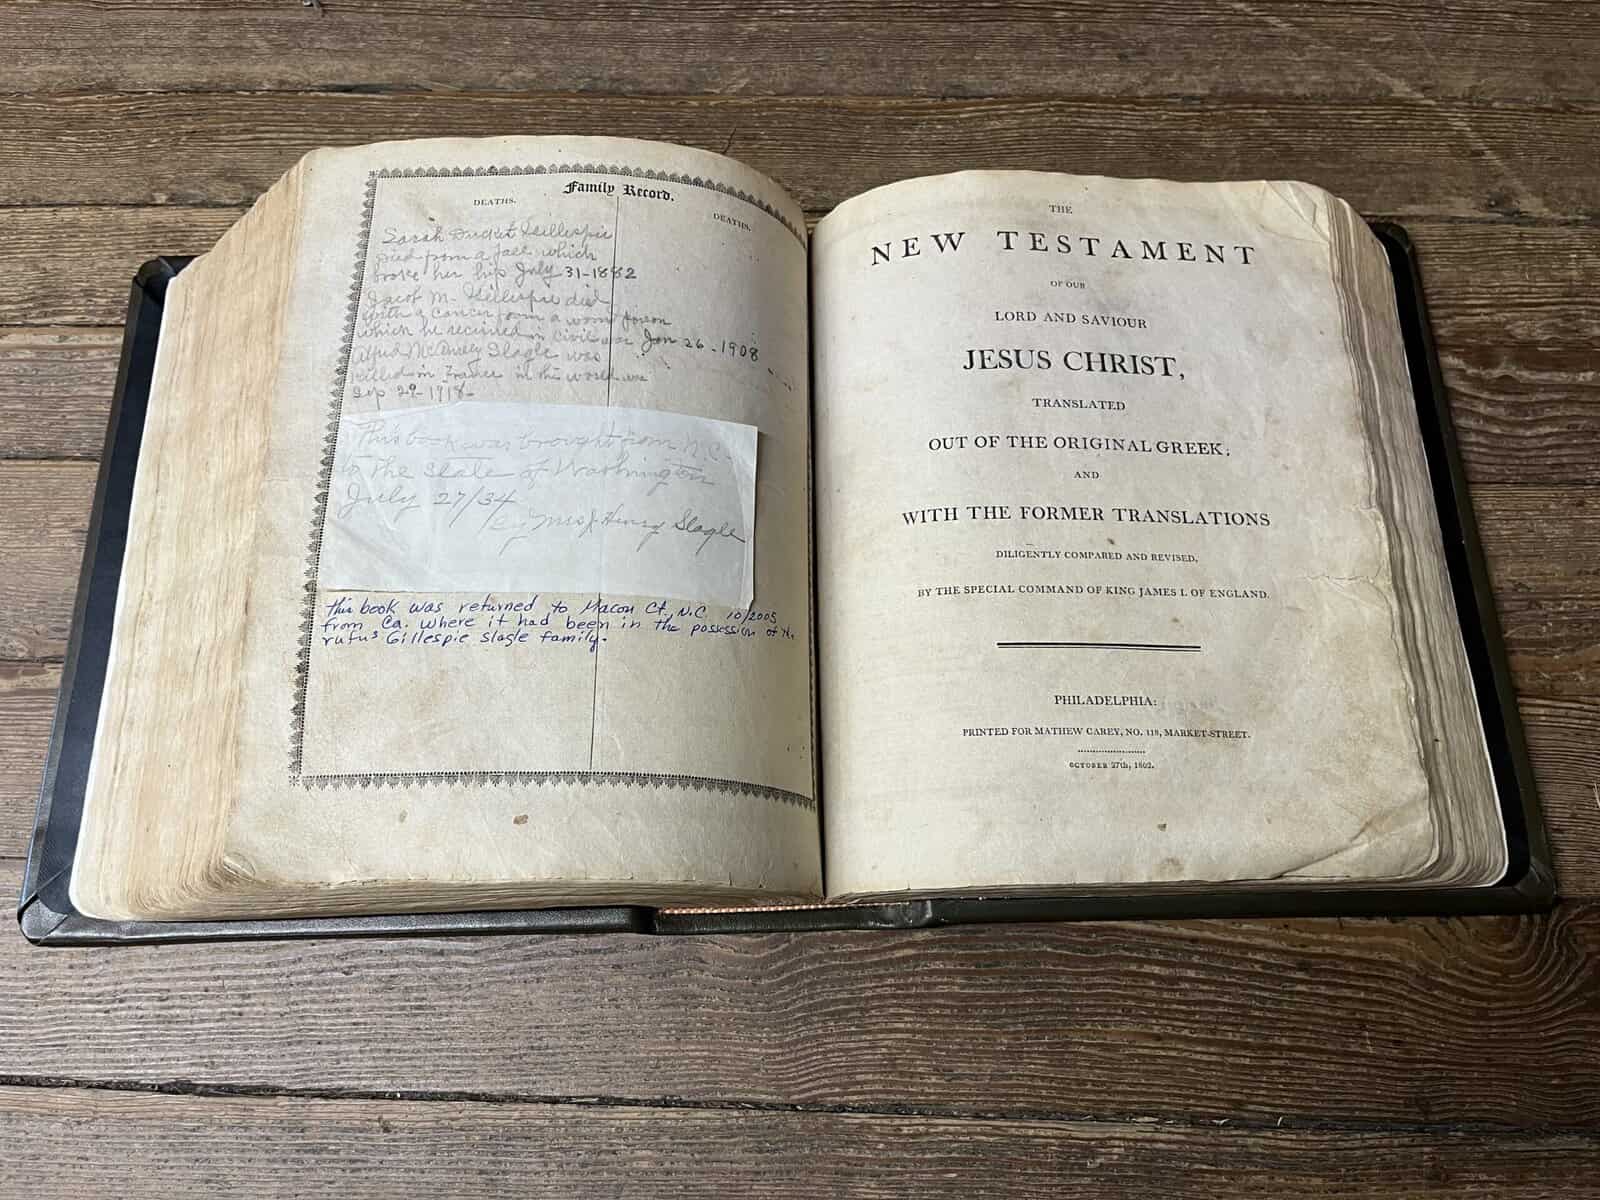 Family Record.
DEATHS.
DEATHS.
Sarah Gillespie
died from a fall which
broke her hip July 31-1882
Jacob M. Gillespie died
with a cancer from a
which he received in civil war Jan 26-1908
Alfred McAmley Slagle was
killed in France in the world war
Sep 29-1918-
This book was brought from N.C.
to the state of Washington
July 27/34
By Mrs J. Henry Slagle
this book was returned to Macon Ct. N.C. 10/2005
from Ca. where it had been in the possession of the
rufus Gillespie slagle family.
THE
NEW TESTAMENT
OF OUR
LORD AND SAVIOUR
JESUS CHRIST,
TRANSLATED
OUT OF THE ORIGINAL GREEK;
AND
WITH THE FORMER TRANSLATIONS
DILIGENTLY COMPARED AND REVISED,
BY THE SPECIAL COMMAND OF KING JAMES I. OF ENGLAND.
PHILADELPHIA:
PRINTED FOR MATHEW CAREY, NO. 118, MARKET-STREET.
OCTOBER 27th, 1802.